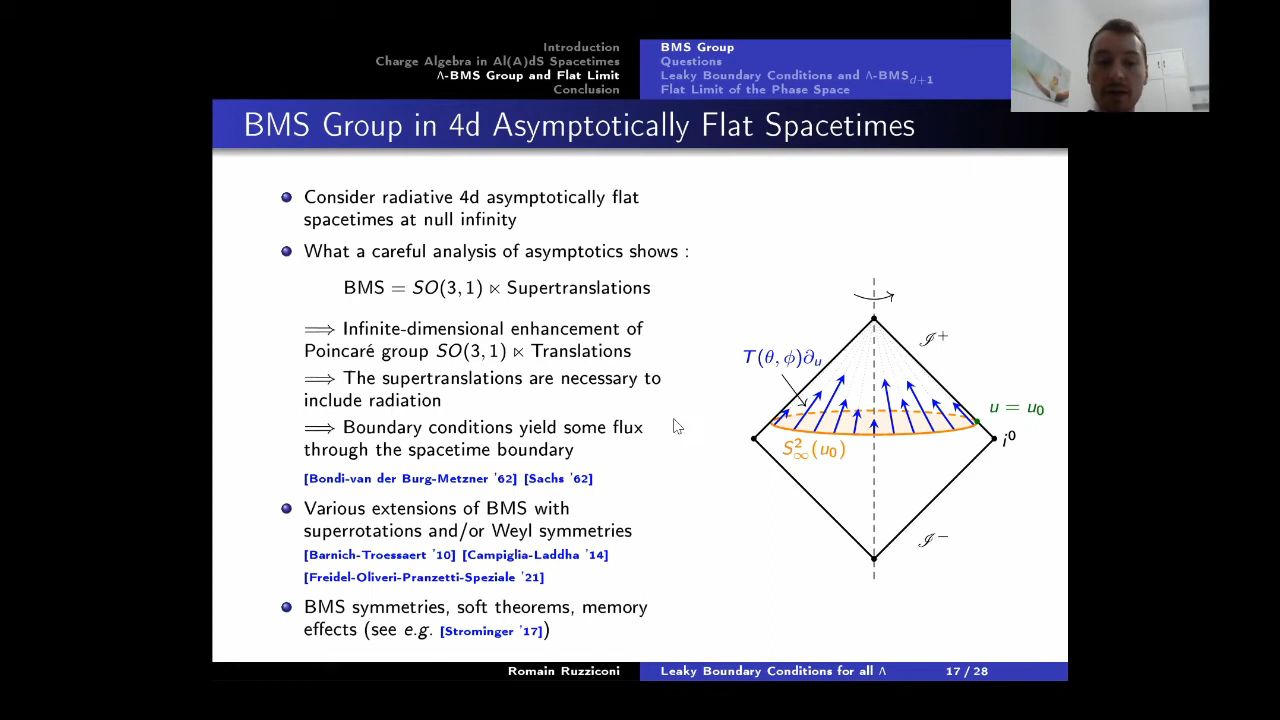 Introduction
Charge Algebra in Al(A)dS Spacetimes
Λ-BMS Group and Flat Limit
Conclusion
BMS Group
Questions
Leaky Boundary Conditions and Λ-BMS_{d+1}
Flat Limit of the Phase Space
BMS Group in 4d Asymptotically Flat Spacetimes
Consider radiative 4d asymptotically flat
spacetimes at null infinity
What a careful analysis of asymptotics shows :
BMS = SO(3, 1) ⋉ Supertranslations
⟹ Infinite-dimensional enhancement of
Poincaré group SO(3, 1) ⋉ Translations
⟹ The supertranslations are necessary to
include radiation
⟹ Boundary conditions yield some flux
through the spacetime boundary
[Bondi-van der Burg-Metzner '62] [Sachs '62]
Various extensions of BMS with
superrotations and/or Weyl symmetries
[Barnich-Troessaert '10] [Campiglia-Laddha '14]
[Freidel-Oliveri-Pranzetti-Speziale '21]
BMS symmetries, soft theorems, memory
effects (see e.g. [Strominger '17])
ℐ⁺
T(θ, ϕ)∂ᵤ
u = u₀
i⁰
S²_∞(u₀)
ℐ⁻
Romain Ruzziconi
Leaky Boundary Conditions for all Λ
17 / 28